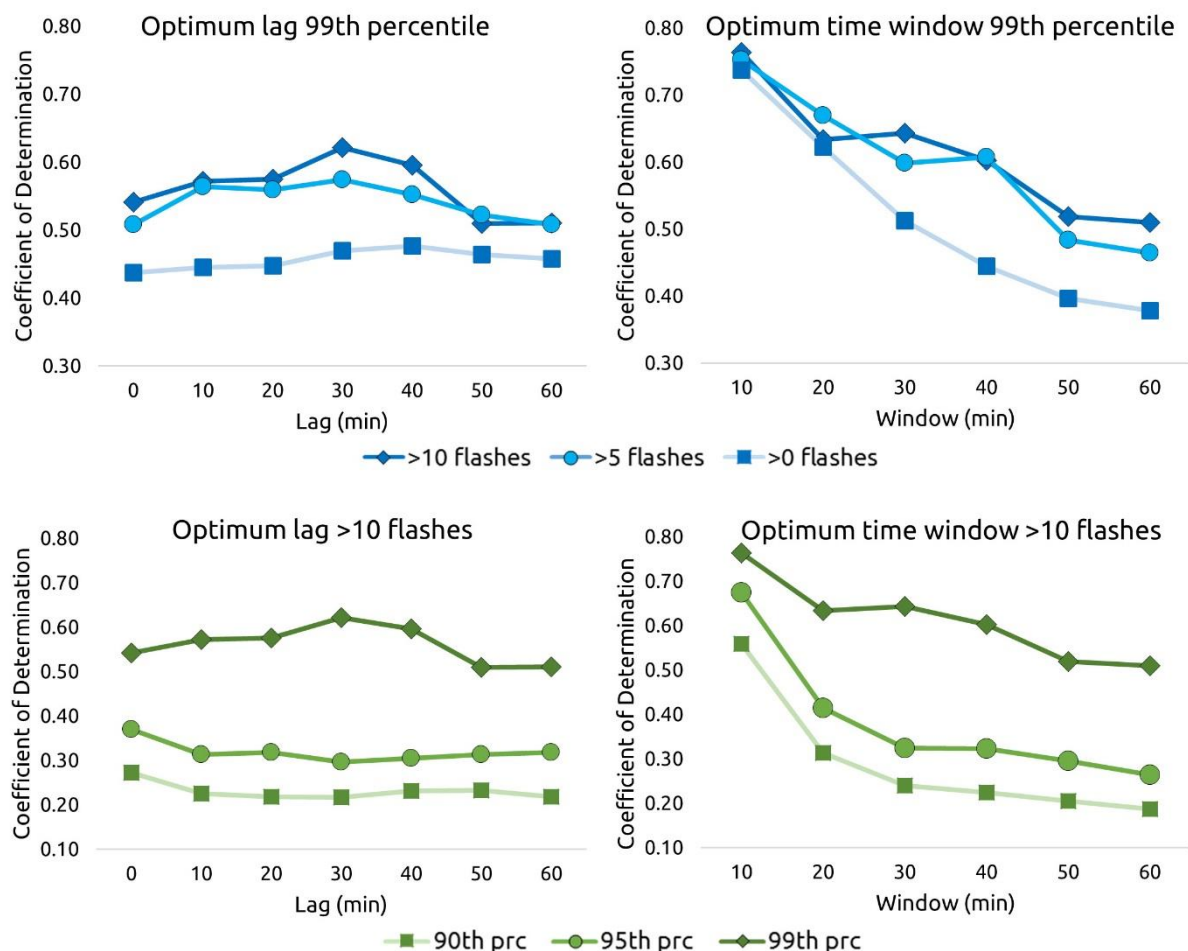 Optimum lag 99th percentile
Coefficient of Determination
0.80
0.70
0.60
0.50
0.40
0.30
0 10 20 30 40 50 60
Lag (min)
Optimum time window 99th percentile
Coefficient of Determination
0.80
0.70
0.60
0.50
0.40
0.30
10 20 30 40 50 60
Window (min)
>10 flashes >5 flashes >0 flashes
Optimum lag >10 flashes
Coefficient of Determination
0.80
0.70
0.60
0.50
0.40
0.30
0.20
0.10
0 10 20 30 40 50 60
Lag (min)
Optimum time window >10 flashes
Coefficient of Determination
0.80
0.70
0.60
0.50
0.40
0.30
0.20
0.10
10 20 30 40 50 60
Window (min)
90th prc 95th prc 99th prc